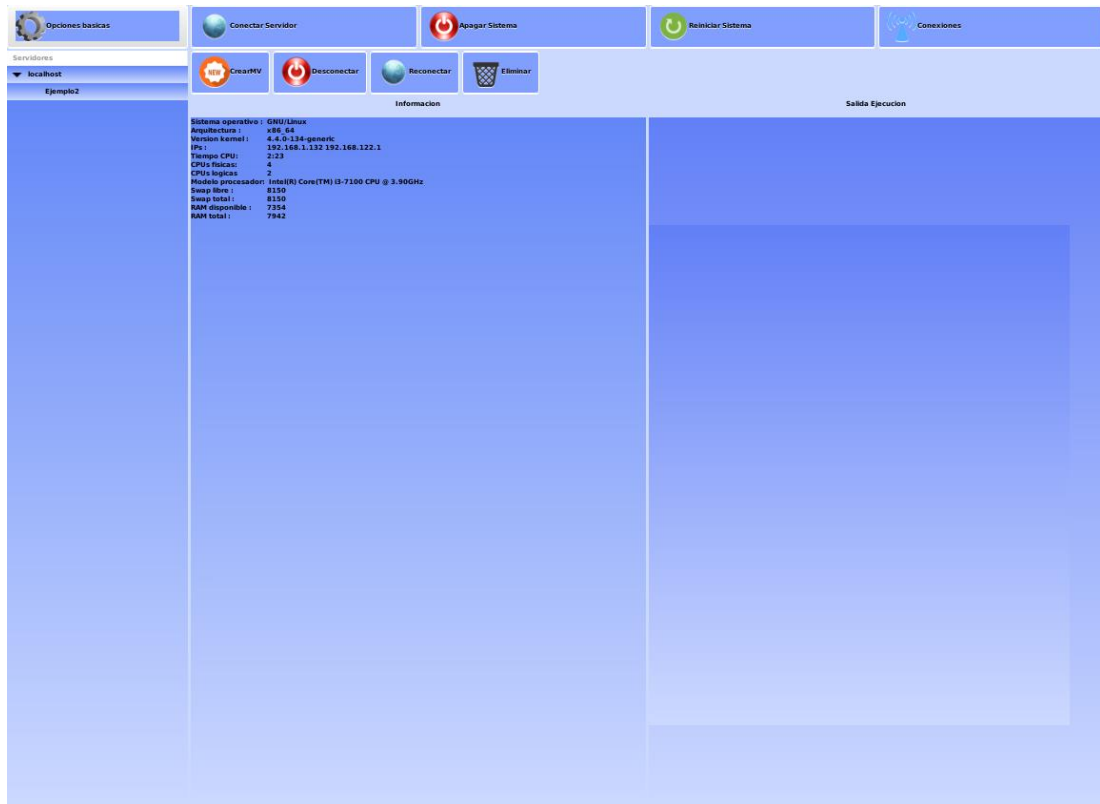 Opciones basicas
Conectar Servidor
Apagar Sistema
Reiniciar Sistema
Conexiones
Servidores
localhost
Ejemplo2
NEW CrearMV
Desconectar
Reconectar
Eliminar
Informacion
Salida Ejecucion
Sistema operativo : GNU/Linux
Arquitectura : x86_64
Version kernel : 4.4.0-134-generic
IPs : 192.168.1.132 192.168.122.1
Tiempo CPU: 2:23
CPUs fisicas: 4
CPUs logicas 2
Modelo procesador: Intel(R) Core(TM) i3-7100 CPU @ 3.90GHz
Swap libre : 8150
Swap total : 8150
RAM disponible : 7354
RAM total : 7942